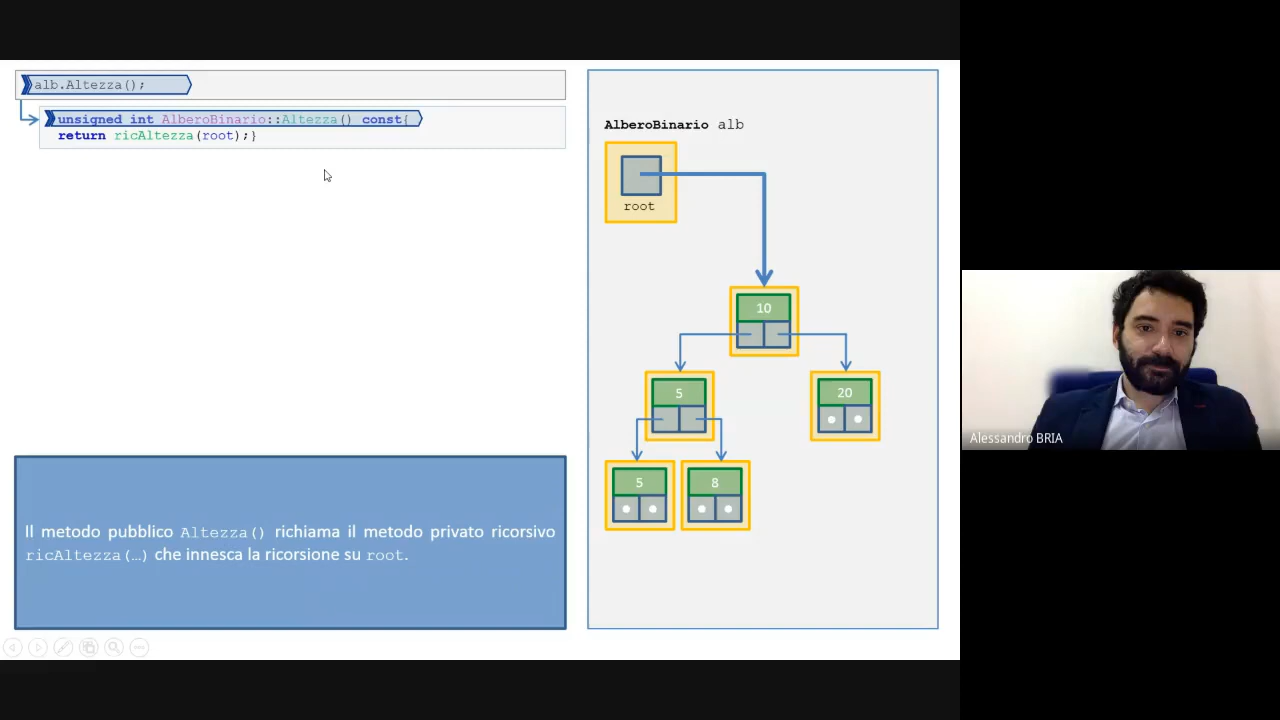 alb.Altezza();
unsigned int AlberoBinario::Altezza() const{
return ricAltezza(root);}
AlberoBinario alb
root
10
5
20
5
8
Il metodo pubblico Altezza() richiama il metodo privato ricorsivo
ricAltezza(…) che innesca la ricorsione su root.
Alessandro BRIA